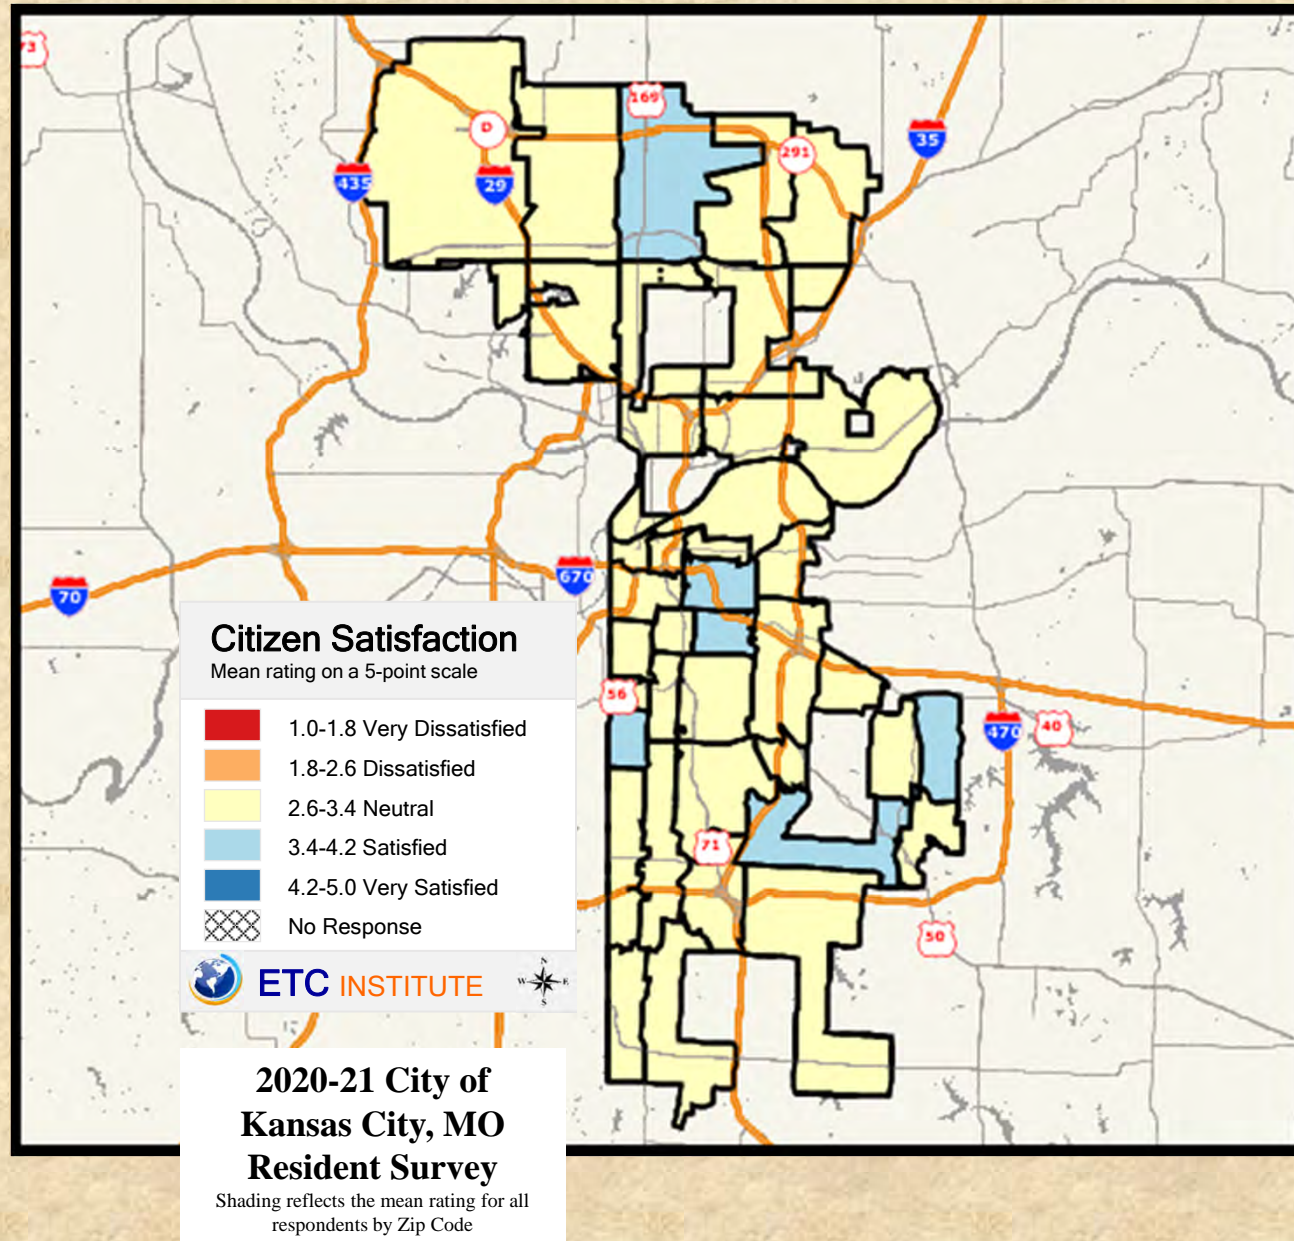 73
169
D
291
35
435
29
70
670
56
470
40
71
50
Citizen Satisfaction
Mean rating on a 5-point scale
1.0-1.8 Very Dissatisfied
1.8-2.6 Dissatisfied
2.6-3.4 Neutral
3.4-4.2 Satisfied
4.2-5.0 Very Satisfied
No Response
ETC INSTITUTE
N
W E
S
2020-21 City of
Kansas City, MO
Resident Survey
Shading reflects the mean rating for all
respondents by Zip Code